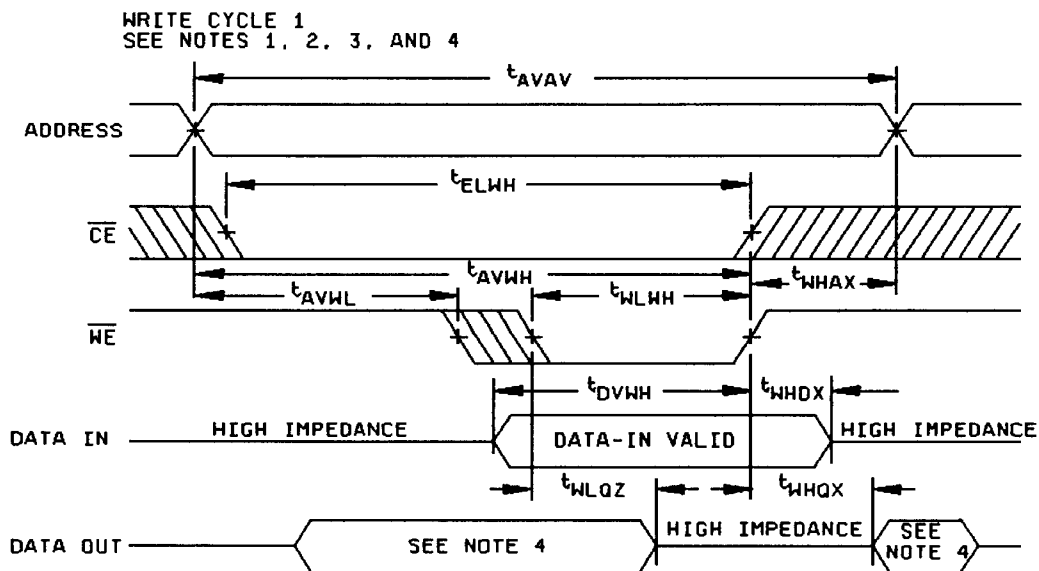 WRITE CYCLE 1
SEE NOTES 1, 2, 3, AND 4
tAVAV
ADDRESS
tELWH
CE
tAVWH
tWHAX
tAVWL
tWLWH
WE
tDVWH
tWHDX
DATA IN
HIGH IMPEDANCE
DATA-IN VALID
HIGH IMPEDANCE
tWLQZ
tWHQX
DATA OUT
SEE NOTE 4
HIGH IMPEDANCE
SEE
NOTE 4